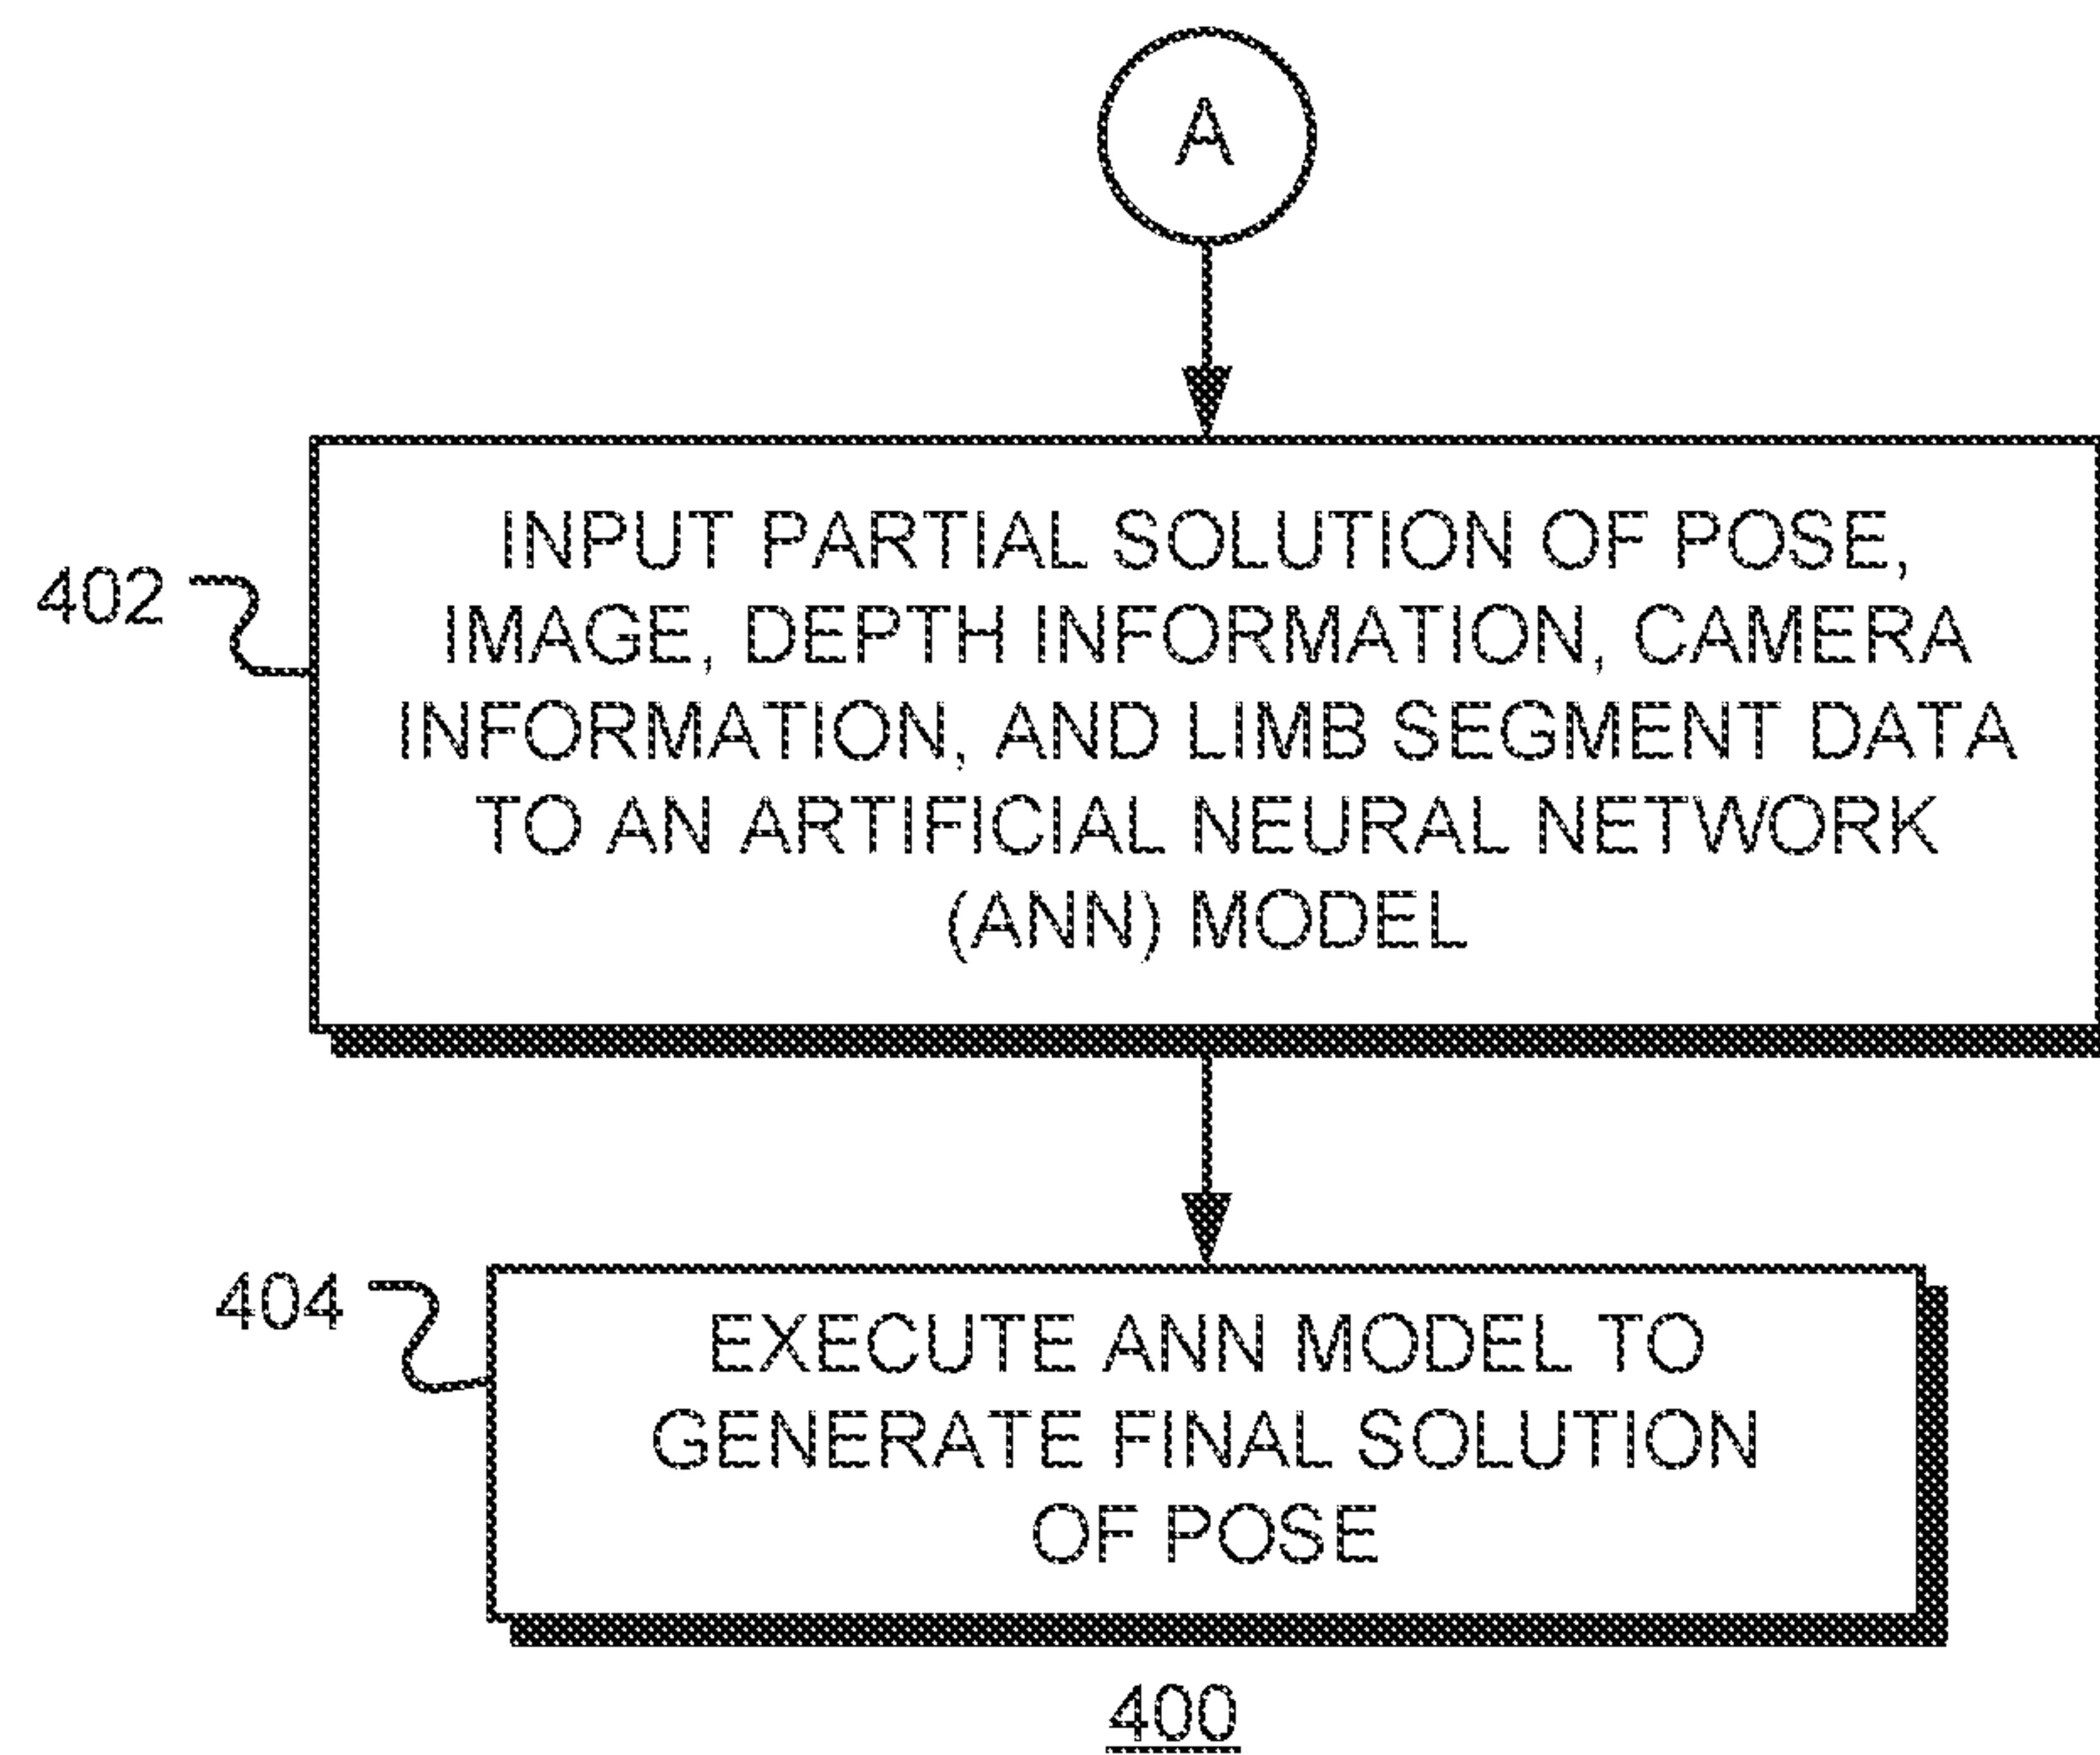 A
402
INPUT PARTIAL SOLUTION OF POSE,
IMAGE, DEPTH INFORMATION, CAMERA
INFORMATION, AND LIMB SEGMENT DATA
TO AN ARTIFICIAL NEURAL NETWORK
(ANN) MODEL
404
EXECUTE ANN MODEL TO
GENERATE FINAL SOLUTION
OF POSE
400